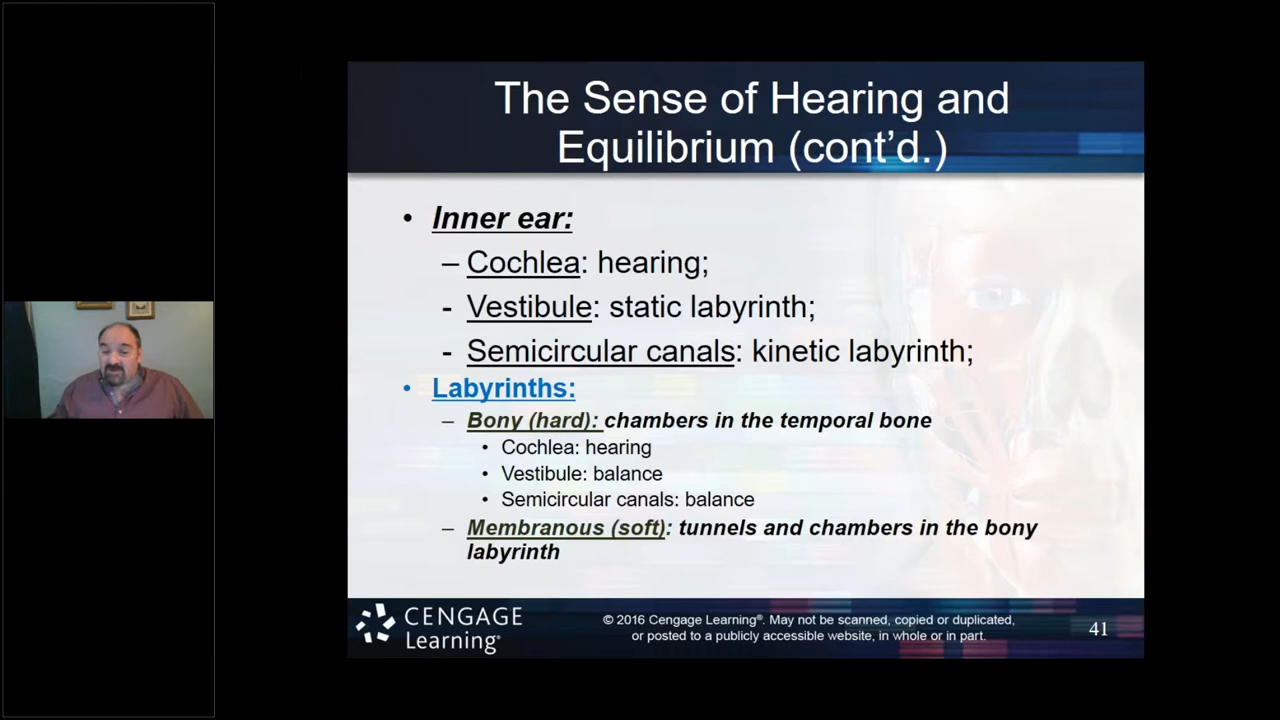 The Sense of Hearing and
Equilibrium (cont’d.)
• Inner ear:
– Cochlea: hearing;
- Vestibule: static labyrinth;
- Semicircular canals: kinetic labyrinth;
• Labyrinths:
– Bony (hard): chambers in the temporal bone
• Cochlea: hearing
• Vestibule: balance
• Semicircular canals: balance
– Membranous (soft): tunnels and chambers in the bony
labyrinth
CENGAGE
Learning®
© 2016 Cengage Learning®. May not be scanned, copied or duplicated,
or posted to a publicly accessible website, in whole or in part.
41